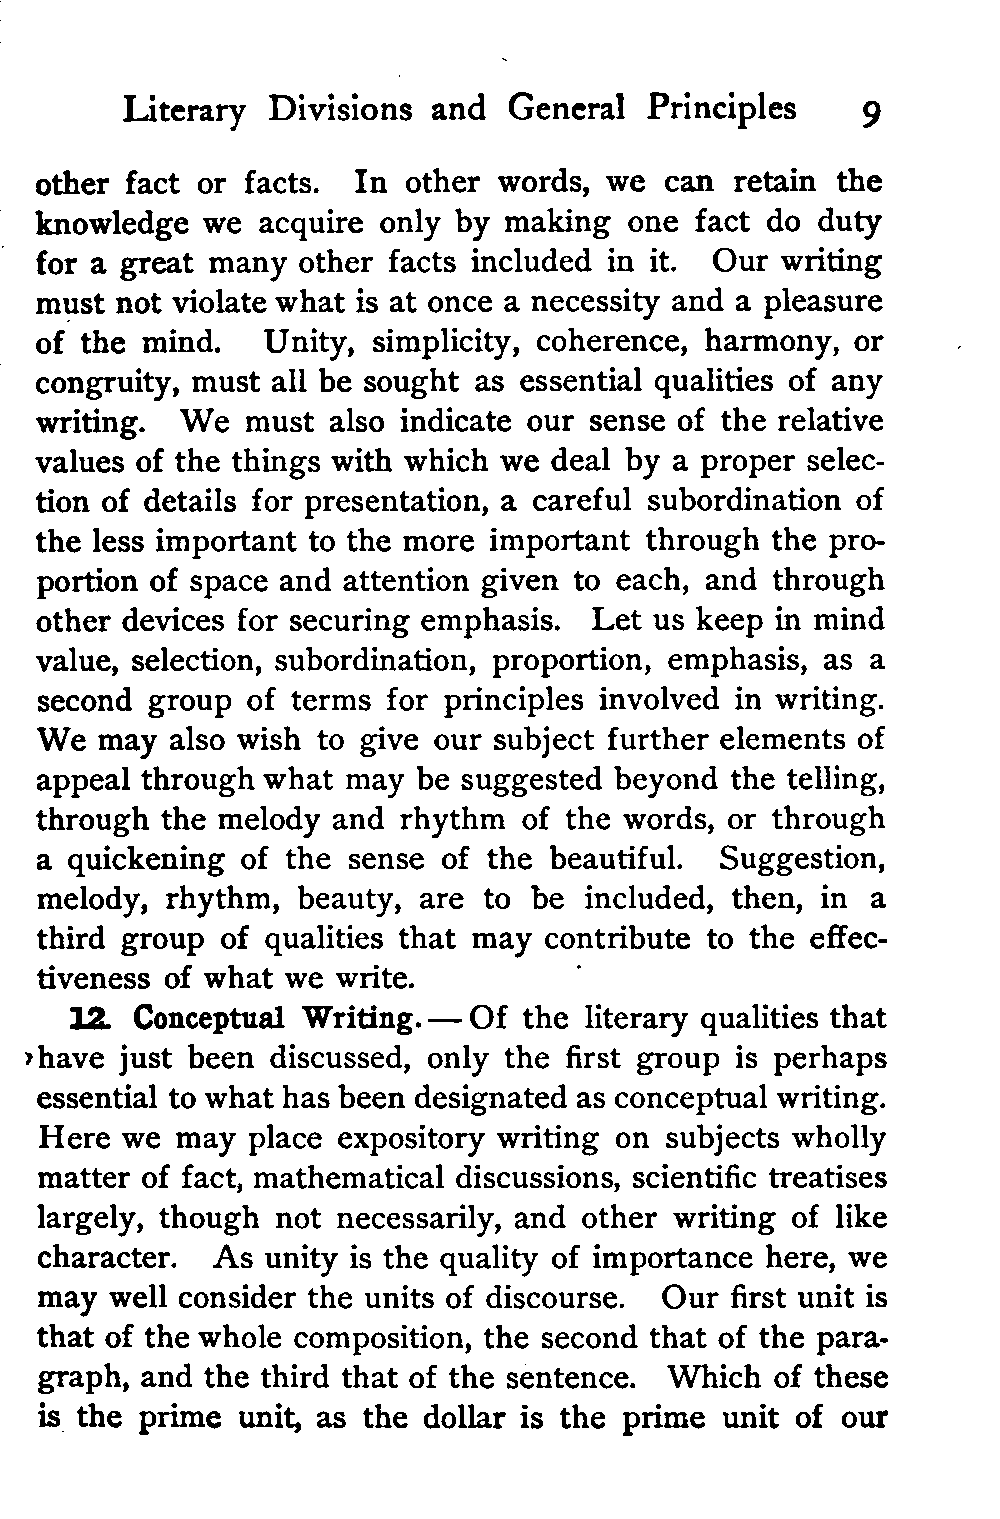 Literary Divisions and General Principles 9
other fact or facts. In other words, we can retain the
knowledge we acquire only by making one fact do duty
for a great many other facts included in it. Our writing
must not violate what is at once a necessity and a pleasure
of the mind. Unity, simplicity, coherence, harmony, or
congruity, must all be sought as essential qualities of any
writing. We must also indicate our sense of the relative
values of the things with which we deal by a proper selec-
tion of details for presentation, a careful subordination of
the less important to the more important through the pro-
portion of space and attention given to each, and through
other devices for securing emphasis. Let us keep in mind
value, selection, subordination, proportion, emphasis, as a
second group of terms for principles involved in writing.
We may also wish to give our subject further elements of
appeal through what may be suggested beyond the telling,
through the melody and rhythm of the words, or through
a quickening of the sense of the beautiful. Suggestion,
melody, rhythm, beauty, are to be included, then, in a
third group of qualities that may contribute to the effec-
tiveness of what we write.
12. Conceptual Writing.—Of the literary qualities that
have just been discussed, only the first group is perhaps
essential to what has been designated as conceptual writing.
Here we may place expository writing on subjects wholly
matter of fact, mathematical discussions, scientific treatises
largely, though not necessarily, and other writing of like
character. As unity is the quality of importance here, we
may well consider the units of discourse. Our first unit is
that of the whole composition, the second that of the para-
graph, and the third that of the sentence. Which of these
is the prime unit, as the dollar is the prime unit of our